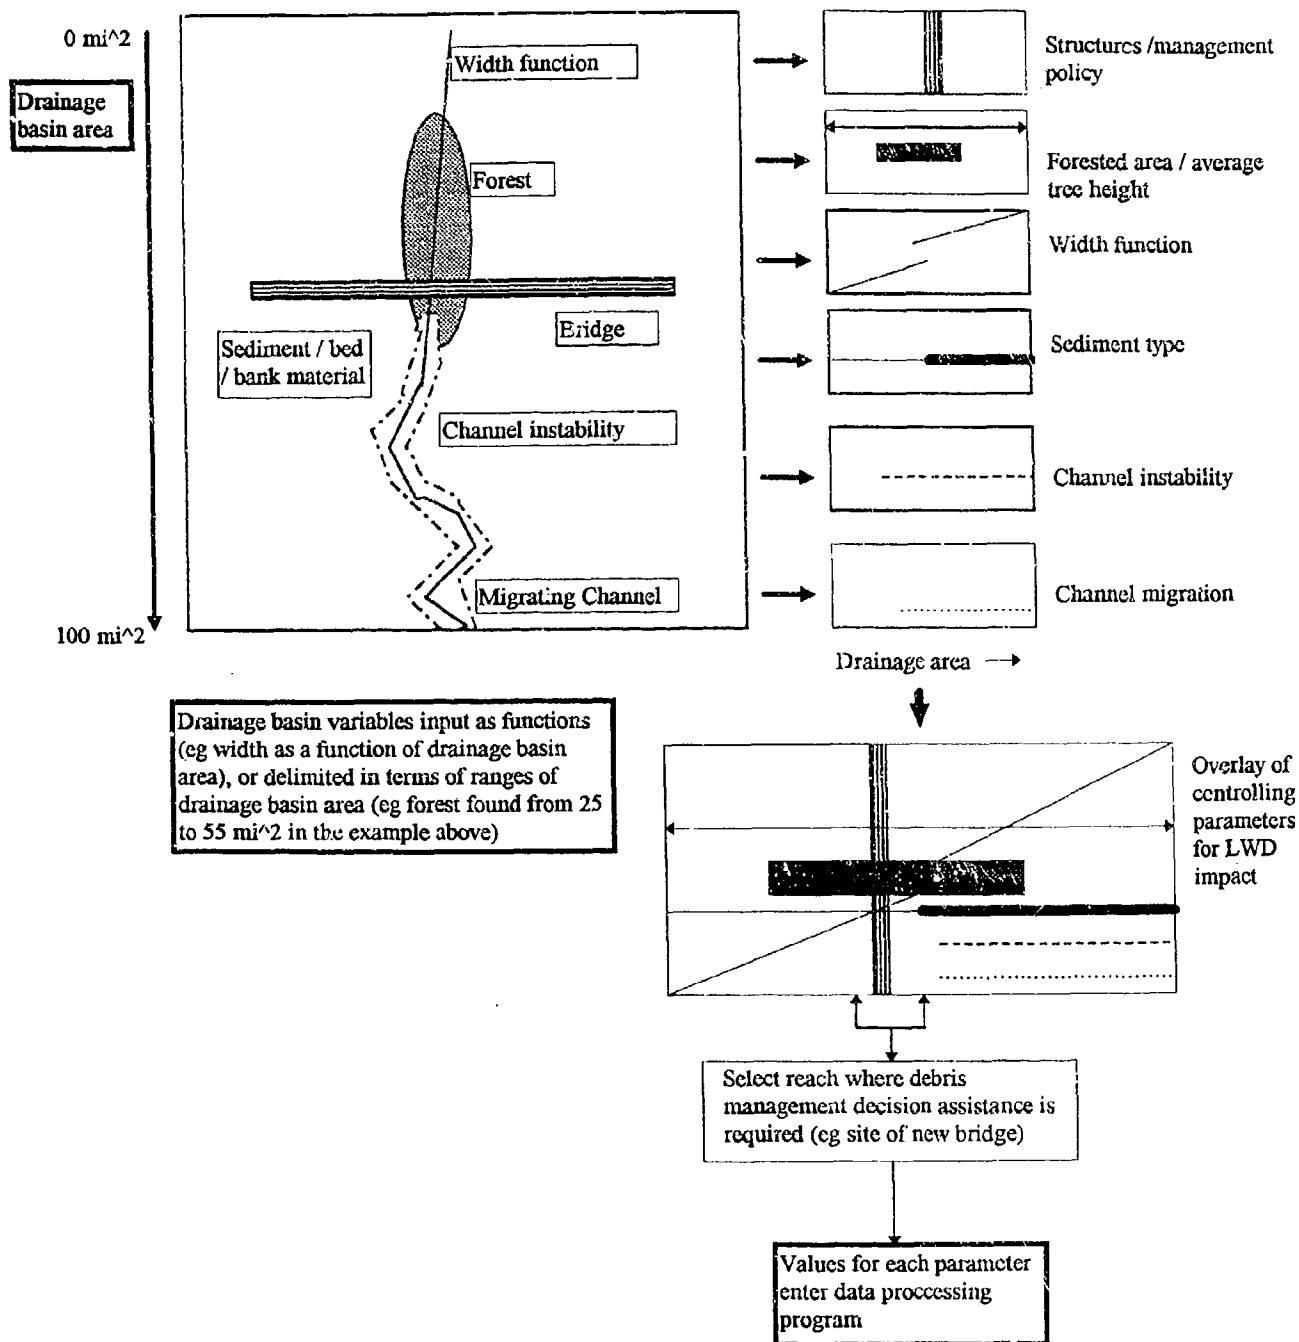 0 mi^2
Drainage
basin area
100 mi^2
Width function
Forest
Bridge
Sediment / bed
/ bank material
Channel instability
Migrating Channel
Structures /management
policy
Forested area / average
tree height
Width function
Sediment type
Channel instability
Channel migration
Drainage area
Drainage basin variables input as functions
(eg width as a function of drainage basin
area), or delimited in terms of ranges of
drainage basin area (eg forest found from 25
to 55 mi^2 in the example above)
Overlay of
controlling
parameters
for LWD
impact
Select reach where debris
management decision assistance is
required (eg site of new bridge)
Values for each parameter
enter data proccessing
program